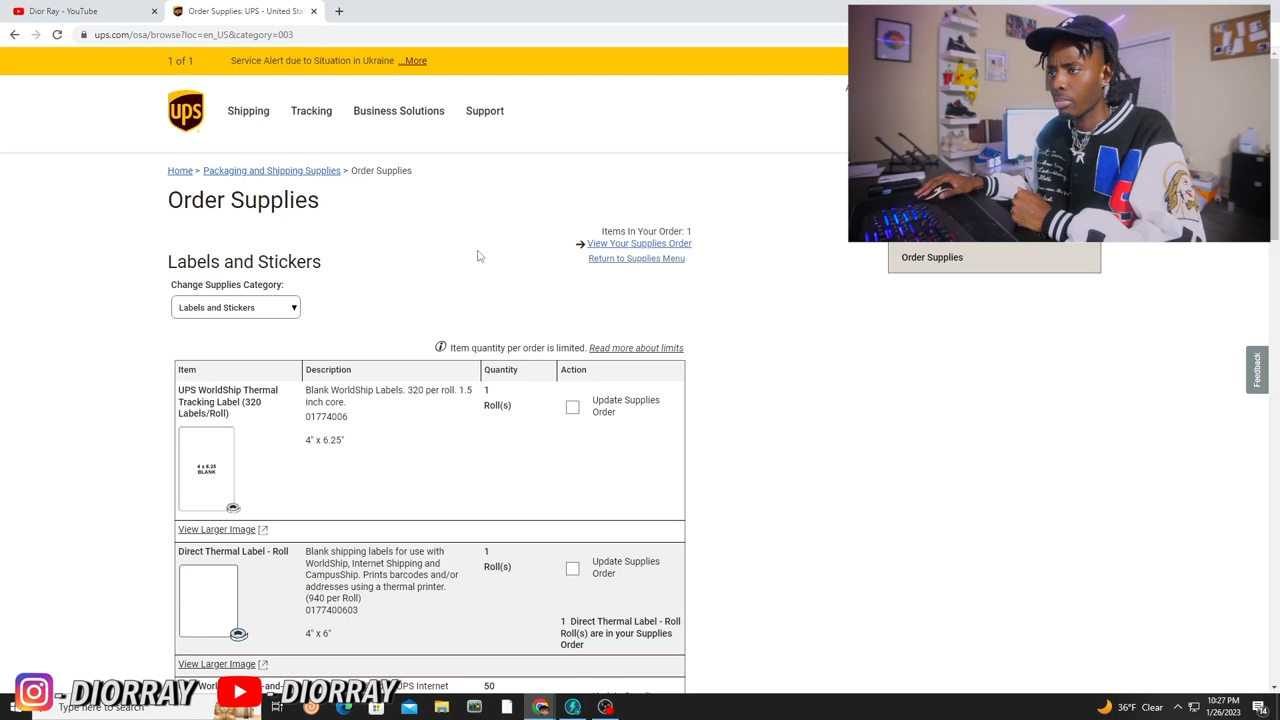 Dior Ray - YouTube
Order Supplies: UPS - United Sta
ups.com/osa/browse?loc=en_US&category=003
1 of 1
Service Alert due to Situation in Ukraine ...More
ups
Shipping
Tracking
Business Solutions
Support
Home > Packaging and Shipping Supplies > Order Supplies
Order Supplies
Items In Your Order: 1
View Your Supplies Order
Return to Supplies Menu
Order Supplies
Labels and Stickers
Change Supplies Category:
Labels and Stickers
Item quantity per order is limited. Read more about limits
Item
Description
Quantity
Action
UPS WorldShip Thermal
Tracking Label (320
Labels/Roll)
4 x 6.25
BLANK
Blank WorldShip Labels. 320 per roll. 1.5
inch core.
01774006
4" x 6.25"
1
Roll(s)
Update Supplies
Order
View Larger Image
Direct Thermal Label - Roll
Blank shipping labels for use with
WorldShip, Internet Shipping and
CampusShip. Prints barcodes and/or
addresses using a thermal printer.
(940 per Roll)
0177400603
4" x 6"
1
Roll(s)
Update Supplies
Order
1 Direct Thermal Label - Roll
Roll(s) are in your Supplies
Order
View Larger Image
50
Feedback
- DIORRAY
- DIORRAY
Type here to search
36°F Clear
10:27 PM
1/26/2023
14